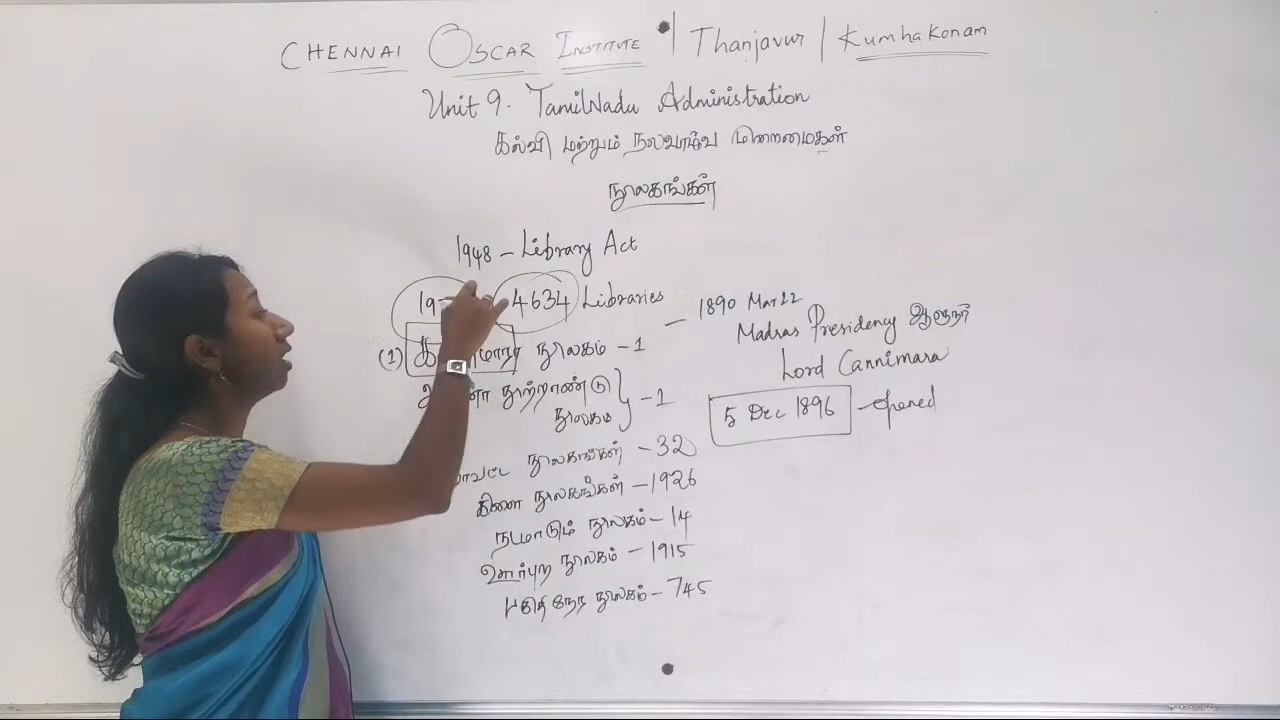 CHENNAI OSCAR INSTITUTE | Thanjavur | Kumhakonam
Unit 9. TamilNadu Administration
கல்வி மற்றும் நலவாழ்வு முறைமைகள்
நூலகங்கள்
1948 - Library Act
4634 Libraries
(1) நூலகம் - 1
நூற்றாண்டு
நூலகம் } - 1
நூலகங்கள் - 32
கிளை நூலகங்கள் - 1926
நடமாடும் நூலகம் - 14
ஊர்புற நூலகம் - 1915
பகுதி நேர நூலகம் - 745
- 1890 Mar 22
Madras Presidency ஆளுநர்
Lord Cannimara
5 Dec 1896 - opened